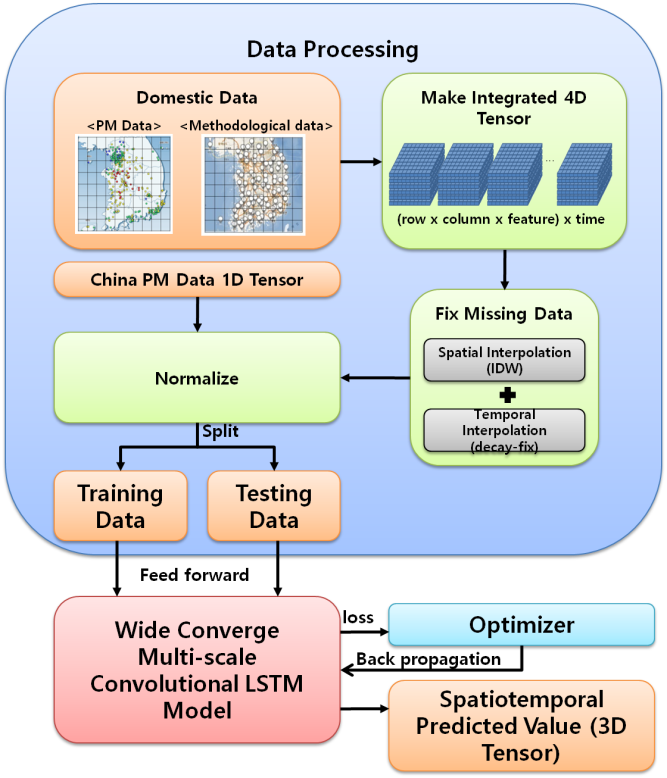 Data Processing
Domestic Data
<PM Data>
<Methodological data>
Make Integrated 4D
Tensor
...
(row x column x feature) x time
China PM Data 1D Tensor
Fix Missing Data
Spatial Interpolation
(IDW)
Temporal
Interpolation
(decay-fix)
Normalize
Split
Training
Data
Testing
Data
Feed forward
Wide Converge
Multi-scale
Convolutional LSTM
Model
loss
Optimizer
Back propagation
Spatiotemporal
Predicted Value (3D
Tensor)